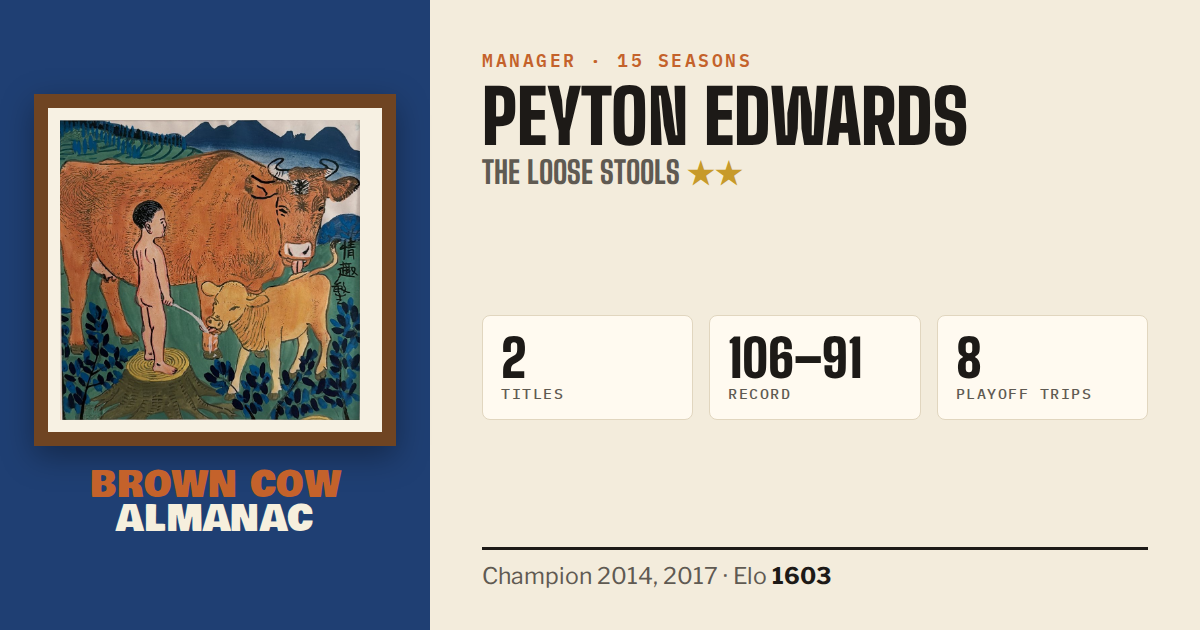 MANAGER · 15 SEASONS
PEYTON EDWARDS
THE LOOSE STOOLS ★★
情
趣
2
TITLES
106–91
RECORD
8
PLAYOFF TRIPS
BROWN COW
ALMANAC
Champion 2014, 2017 · Elo 1603